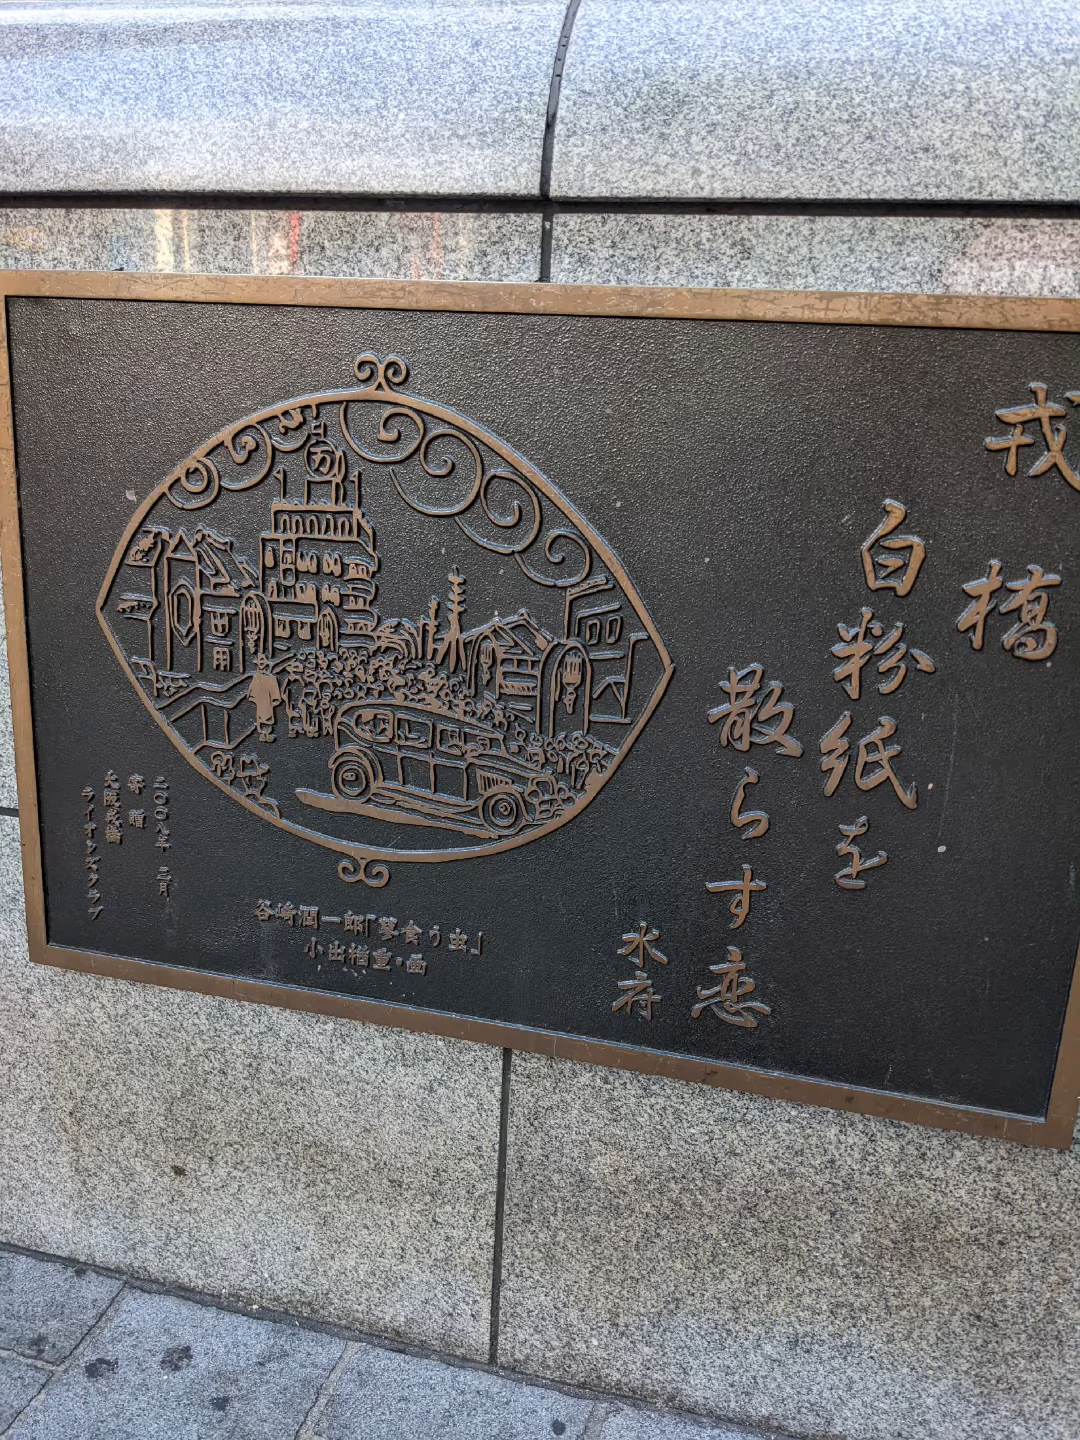 戎橋
白粉紙を
散らす恋
水府
谷崎潤一郎「蓼食う虫」
小出楢重・画
二〇〇八年 三月
寄贈
大阪戎橋
ライオンズクラブ